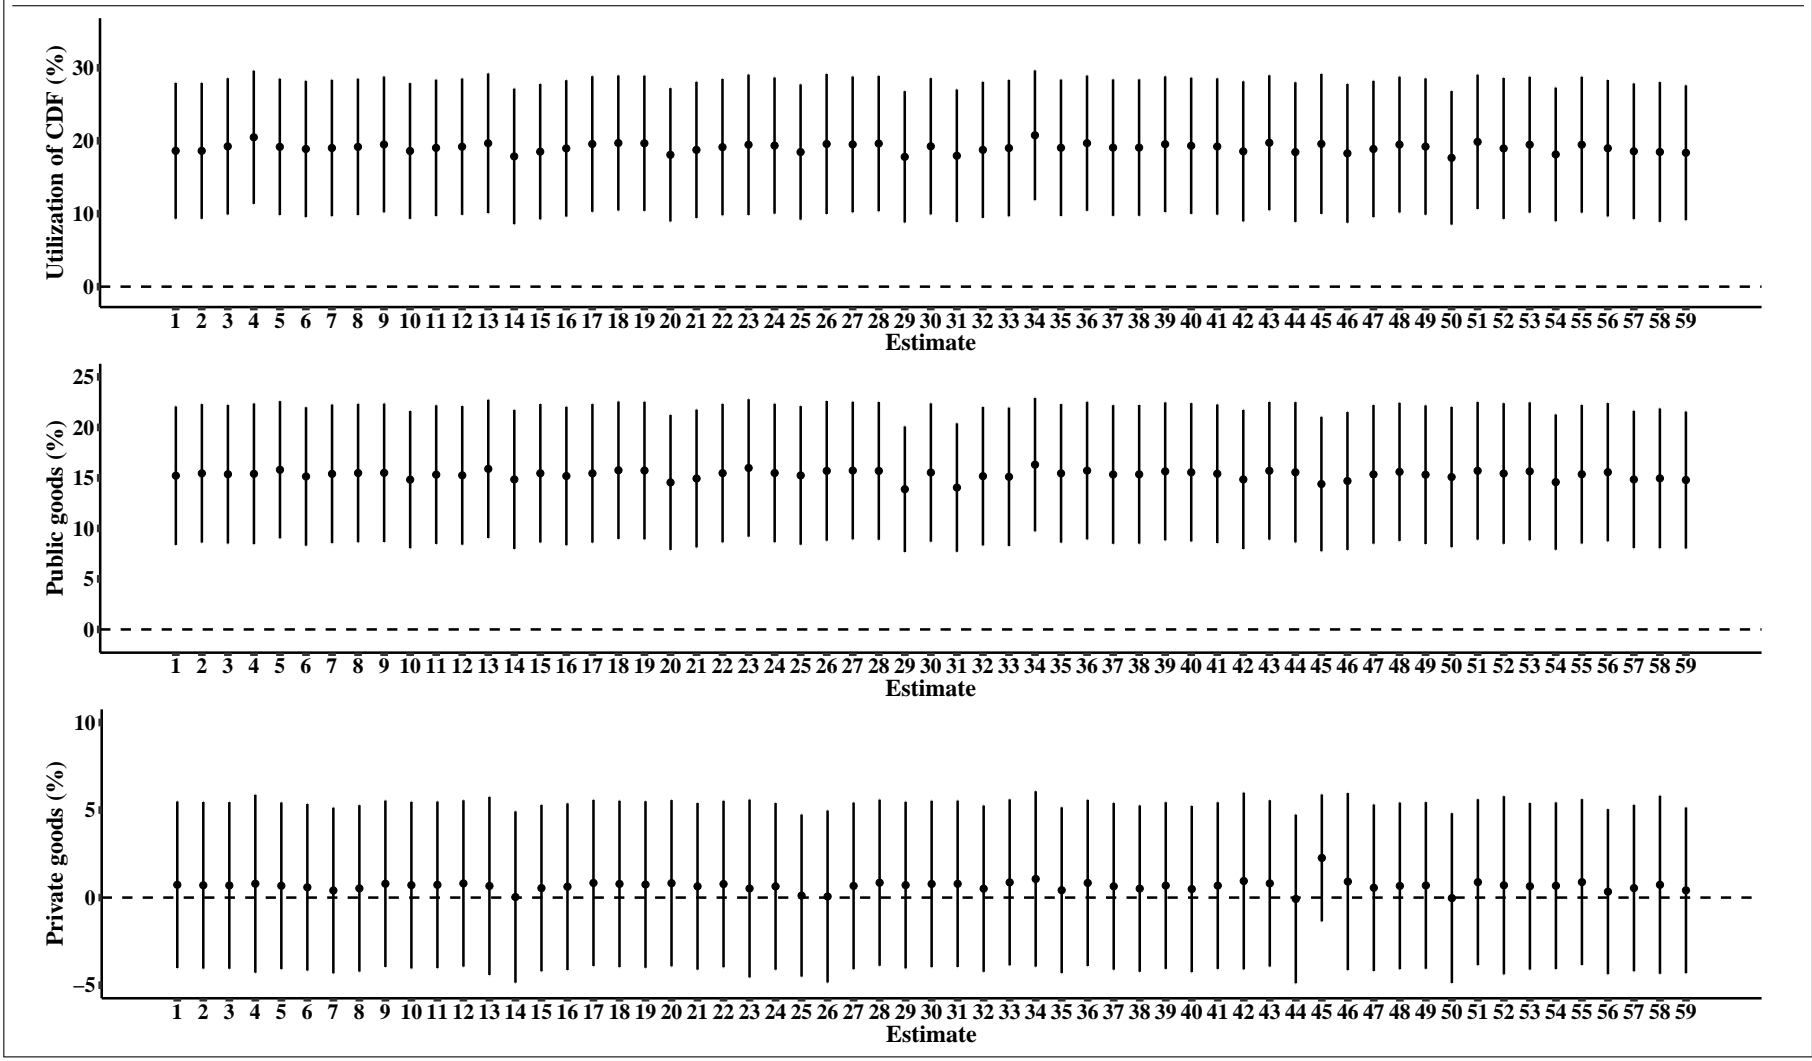 Utilization of CDF (%)
30
20
10
0
1 2 3 4 5 6 7 8 9 10 11 12 13 14 15 16 17 18 19 20 21 22 23 24 25 26 27 28 29 30 31 32 33 34 35 36 37 38 39 40 41 42 43 44 45 46 47 48 49 50 51 52 53 54 55 56 57 58 59
Estimate
Public goods (%)
25
20
15
10
5
0
1 2 3 4 5 6 7 8 9 10 11 12 13 14 15 16 17 18 19 20 21 22 23 24 25 26 27 28 29 30 31 32 33 34 35 36 37 38 39 40 41 42 43 44 45 46 47 48 49 50 51 52 53 54 55 56 57 58 59
Estimate
Private goods (%)
10
5
0
−5
1 2 3 4 5 6 7 8 9 10 11 12 13 14 15 16 17 18 19 20 21 22 23 24 25 26 27 28 29 30 31 32 33 34 35 36 37 38 39 40 41 42 43 44 45 46 47 48 49 50 51 52 53 54 55 56 57 58 59
Estimate